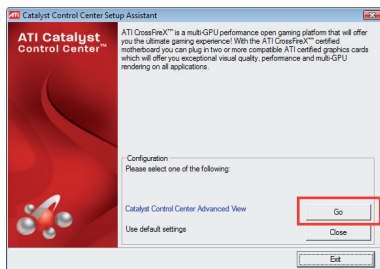 Catalyst Control Center Setup Assistant
ATI Catalyst
Control Center™
ATI CrossFireX™ is a multi-GPU performance open gaming platform that will offer
you the ultimate gaming experience! With the ATI CrossFireX™ certified
motherboard you can plug in two or more compatible ATI certified graphics cards
which will offer you exceptional visual quality, performance and multi-GPU
rendering on all applications.
Configuration
Please select one of the following:
Catalyst Control Center Advanced View
Go
Use default settings
Close
Exit